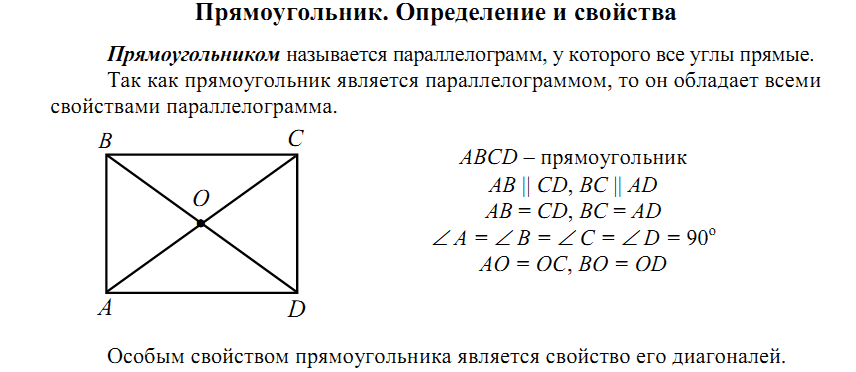 Прямоугольник. Определение и свойства
Прямоугольником называется параллелограмм, у которого все углы прямые.
Так как прямоугольник является параллелограммом, то он обладает всеми
свойствами параллелограмма.
B
C
O
A
D
ABCD – прямоугольник
AB || CD, BC || AD
AB = CD, BC = AD
∠ A = ∠ B = ∠ C = ∠ D = 90º
AO = OC, BO = OD
Особым свойством прямоугольника является свойство его диагоналей.